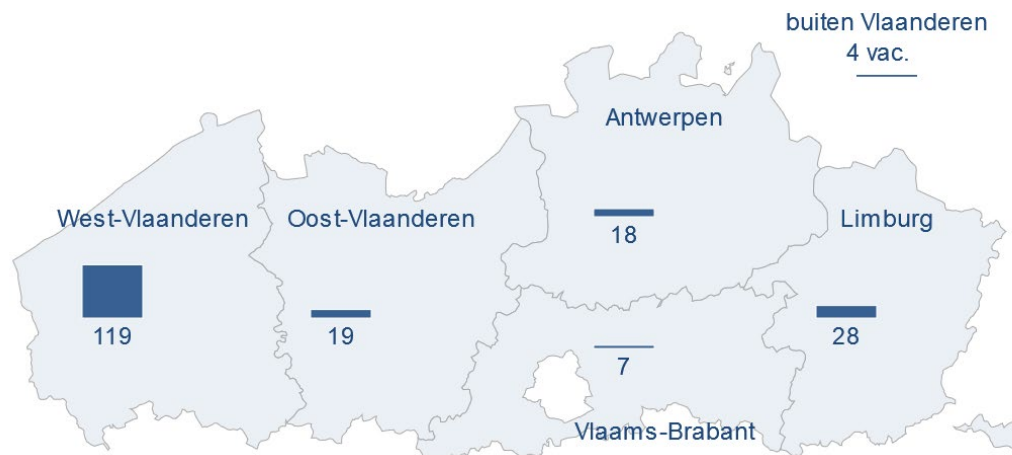 buiten Vlaanderen
4 vac.
Antwerpen
18
West-Vlaanderen
119
Oost-Vlaanderen
19
Limburg
28
7
Vlaams-Brabant